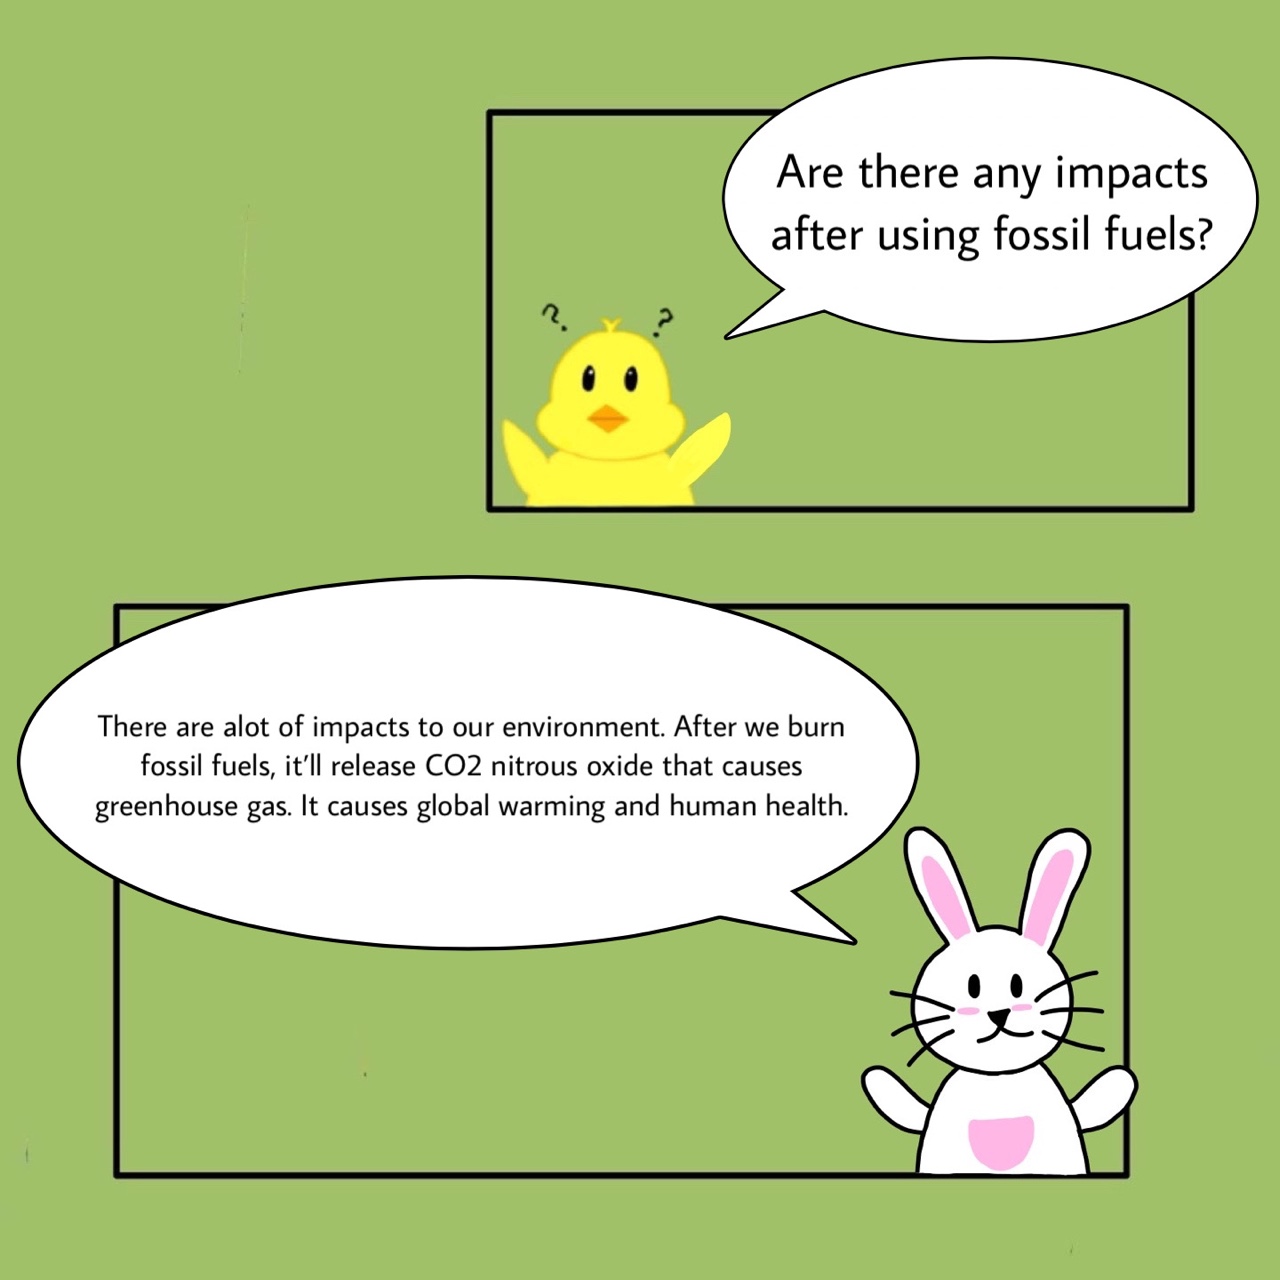 Are there any impacts
after using fossil fuels?
? ?
There are alot of impacts to our environment. After we burn
fossil fuels, it’ll release CO2 nitrous oxide that causes
greenhouse gas. It causes global warming and human health.